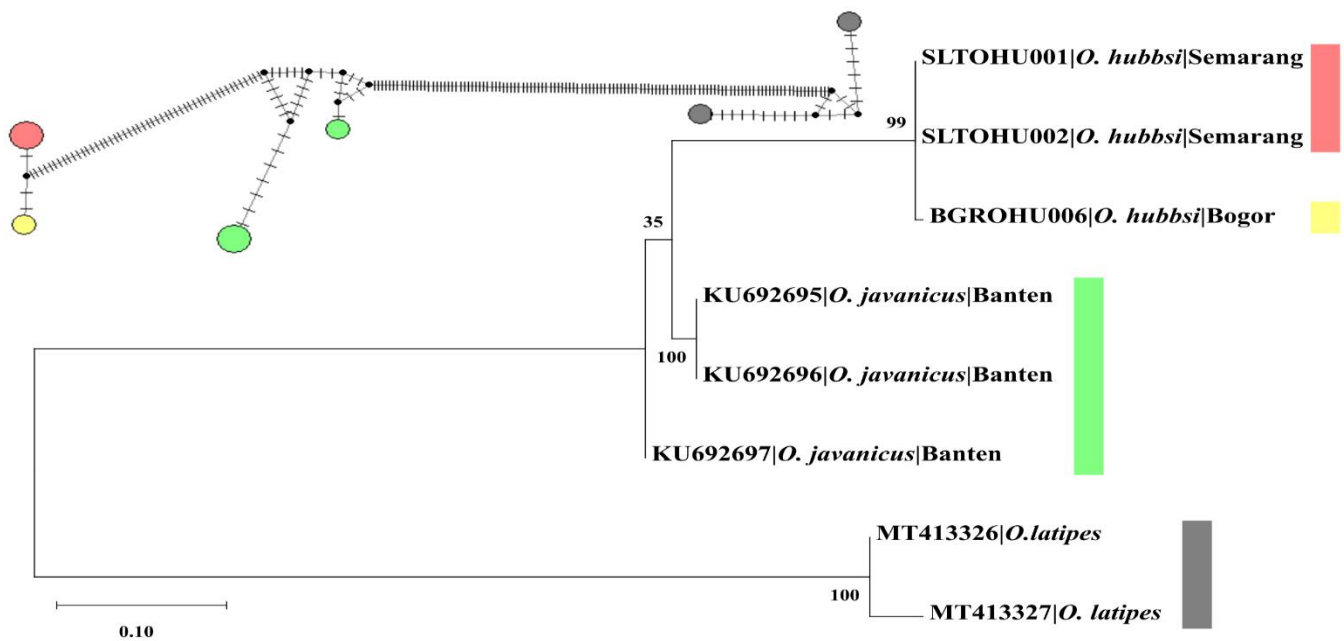 SLTOHU001|O. hubbsi|Semarang
99
SLTOHU002|O. hubbsi|Semarang
BGROHU006|O. hubbsi|Bogor
35
KU692695|O. javanicus|Banten
100
KU692696|O. javanicus|Banten
KU692697|O. javanicus|Banten
MT413326|O.latipes
100
MT413327|O. latipes
0.10